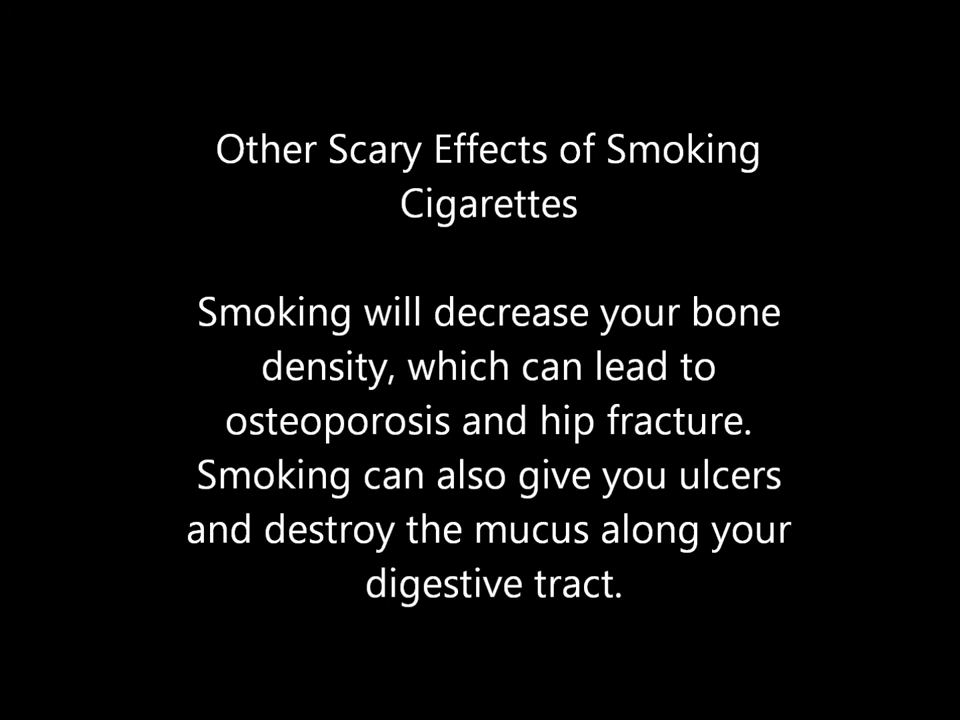 Other Scary Effects of Smoking
Cigarettes
Smoking will decrease your bone
density, which can lead to
osteoporosis and hip fracture.
Smoking can also give you ulcers
and destroy the mucus along your
digestive tract.